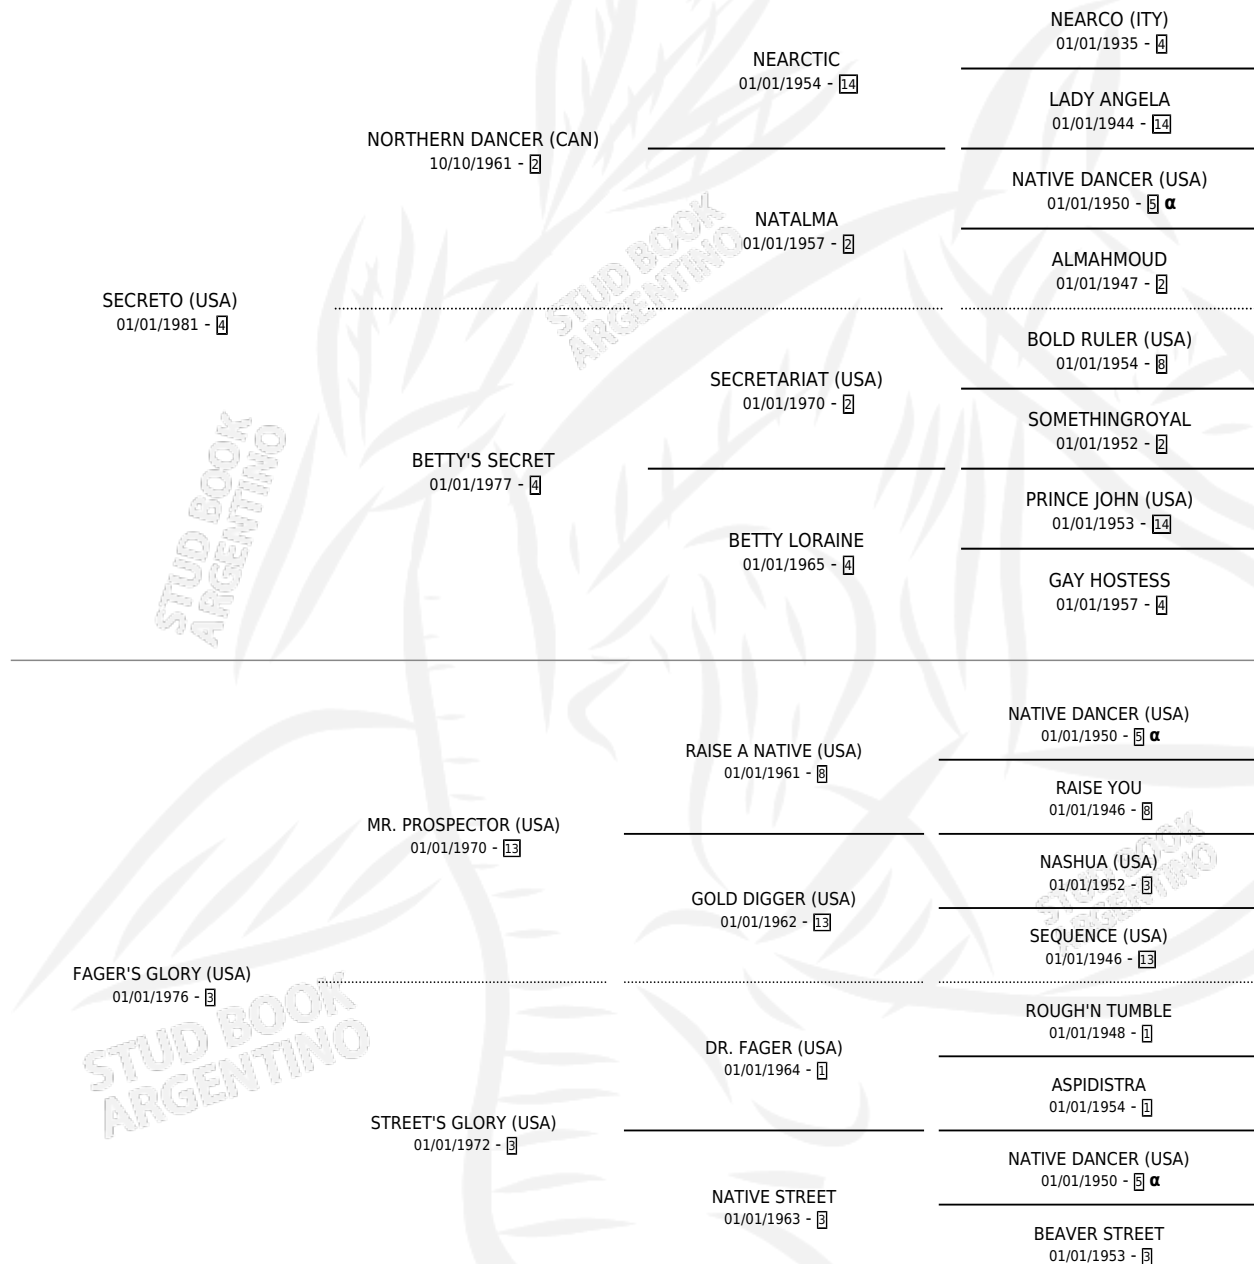 NEARCO (ITY)
01/01/1935 - 4
NEARCTIC
01/01/1954 - 14
LADY ANGELA
01/01/1944 - 14
NORTHERN DANCER (CAN)
10/10/1961 - 2
NATIVE DANCER (USA)
01/01/1950 - 5 α
NATALMA
01/01/1957 - 2
ALMAHMOUD
01/01/1947 - 2
STUD BOOK
ARGENTINO
SECRETO (USA)
01/01/1981 - 4
BOLD RULER (USA)
01/01/1954 - 8
SECRETARIAT (USA)
01/01/1970 - 2
SOMETHINGROYAL
01/01/1952 - 2
BETTY'S SECRET
01/01/1977 - 4
PRINCE JOHN (USA)
01/01/1953 - 14
BETTY LORAINE
01/01/1965 - 4
GAY HOSTESS
01/01/1957 - 4
STUD BOOK
ARGENTINO
NATIVE DANCER (USA)
01/01/1950 - 5 α
RAISE A NATIVE (USA)
01/01/1961 - 8
RAISE YOU
01/01/1946 - 8
MR. PROSPECTOR (USA)
01/01/1970 - 13
NASHUA (USA)
01/01/1952 - 3
GOLD DIGGER (USA)
01/01/1962 - 13
SEQUENCE (USA)
01/01/1946 - 13
STUD BOOK
ARGENTINO
FAGER'S GLORY (USA)
01/01/1976 - 3
ROUGH'N TUMBLE
01/01/1948 - 1
DR. FAGER (USA)
01/01/1964 - 1
ASPIDISTRA
01/01/1954 - 1
STREET'S GLORY (USA)
01/01/1972 - 3
NATIVE DANCER (USA)
01/01/1950 - 5 α
NATIVE STREET
01/01/1963 - 3
BEAVER STREET
01/01/1953 - 3
STUD BOOK
ARGENTINO